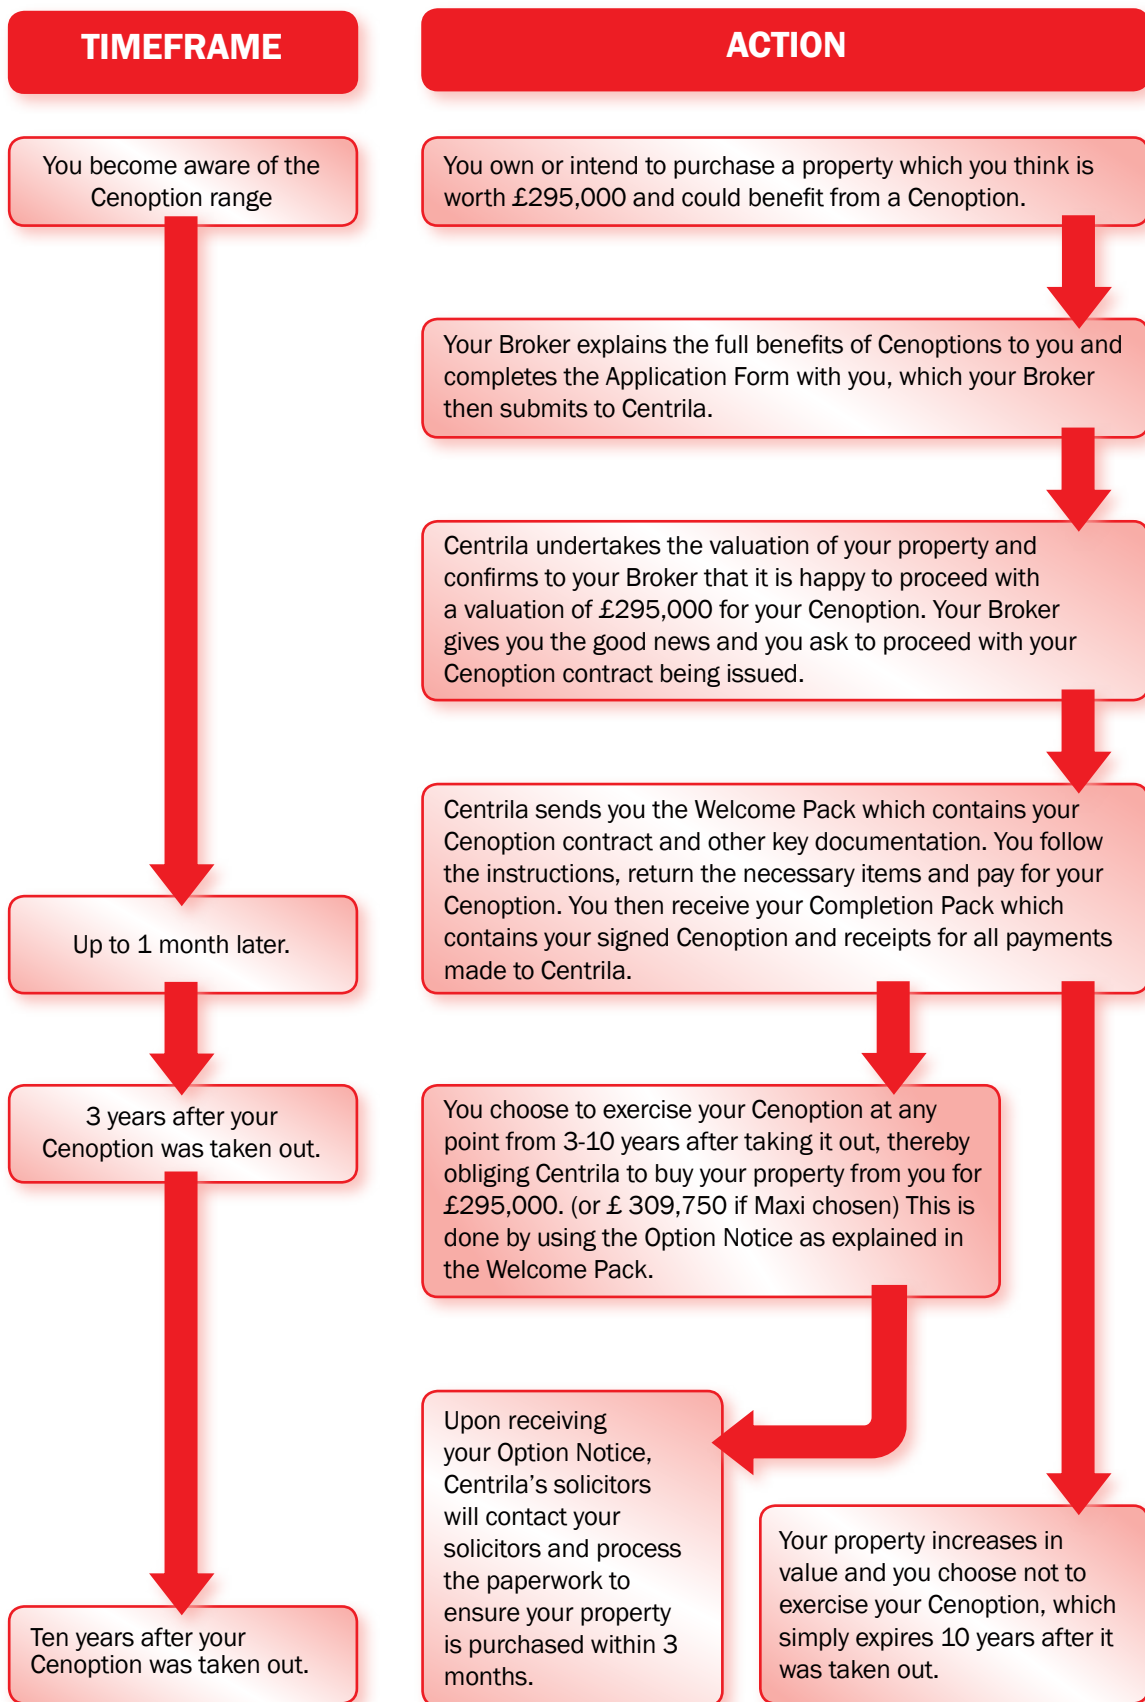 TIMEFRAME
ACTION
You become aware of the
Cenoption range
You own or intend to purchase a property which you think is
worth £295,000 and could benefit from a Cenoption.
Your Broker explains the full benefits of Cenoptions to you and
completes the Application Form with you, which your Broker
then submits to Centrila.
Centrila undertakes the valuation of your property and
confirms to your Broker that it is happy to proceed with
a valuation of £295,000 for your Cenoption. Your Broker
gives you the good news and you ask to proceed with your
Cenoption contract being issued.
Up to 1 month later.
Centrila sends you the Welcome Pack which contains your
Cenoption contract and other key documentation. You follow
the instructions, return the necessary items and pay for your
Cenoption. You then receive your Completion Pack which
contains your signed Cenoption and receipts for all payments
made to Centrila.
3 years after your
Cenoption was taken out.
You choose to exercise your Cenoption at any
point from 3-10 years after taking it out, thereby
obliging Centrila to buy your property from you for
£295,000. (or £ 309,750 if Maxi chosen) This is
done by using the Option Notice as explained in
the Welcome Pack.
Upon receiving
your Option Notice,
Centrila's solicitors
will contact your
solicitors and process
the paperwork to
ensure your property
is purchased within 3
months.
Your property increases in
value and you choose not to
exercise your Cenoption, which
simply expires 10 years after it
was taken out.
Ten years after your
Cenoption was taken out.